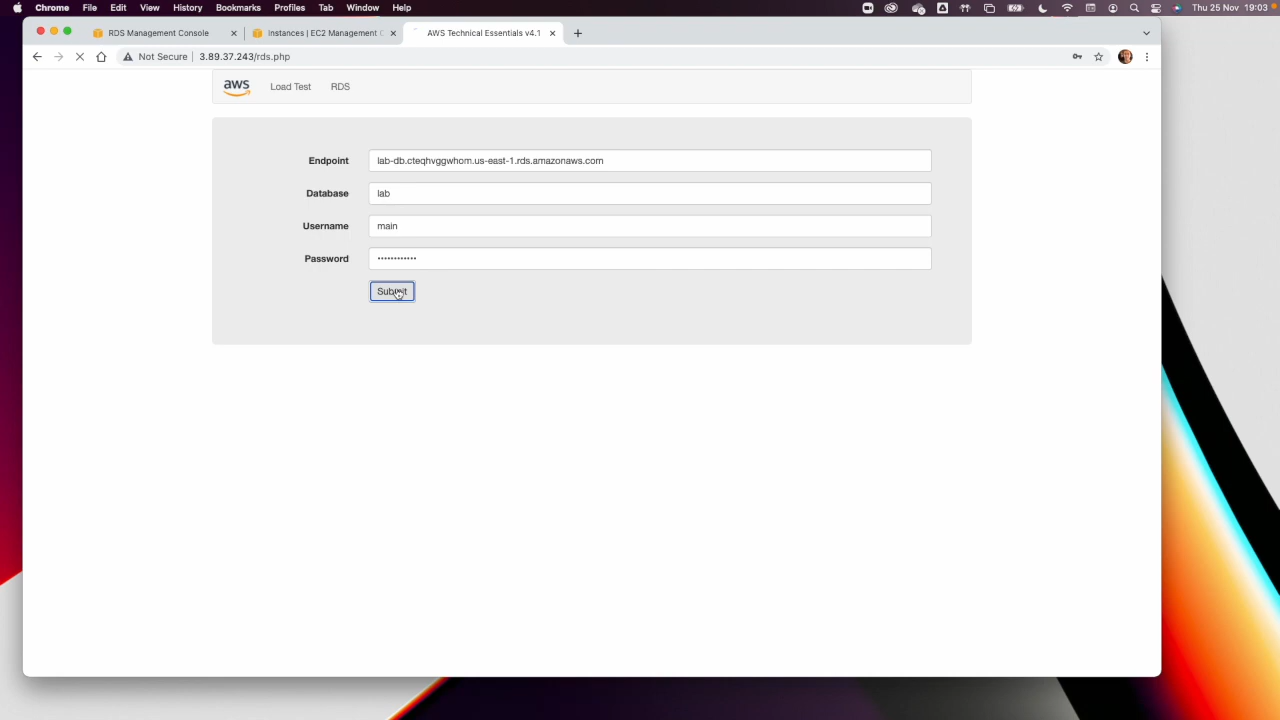 Chrome File Edit View History Bookmarks Profiles Tab Window Help Thu 25 Nov 19:03
RDS Management Console Instances | EC2 Management C AWS Technical Essentials v4.1
Not Secure 3.89.37.243/rds.php
aws Load Test RDS
Endpoint lab-db.cteqhvggwhom.us-east-1.rds.amazonaws.com
Database lab
Username main
Password ••••••••••••
Submit